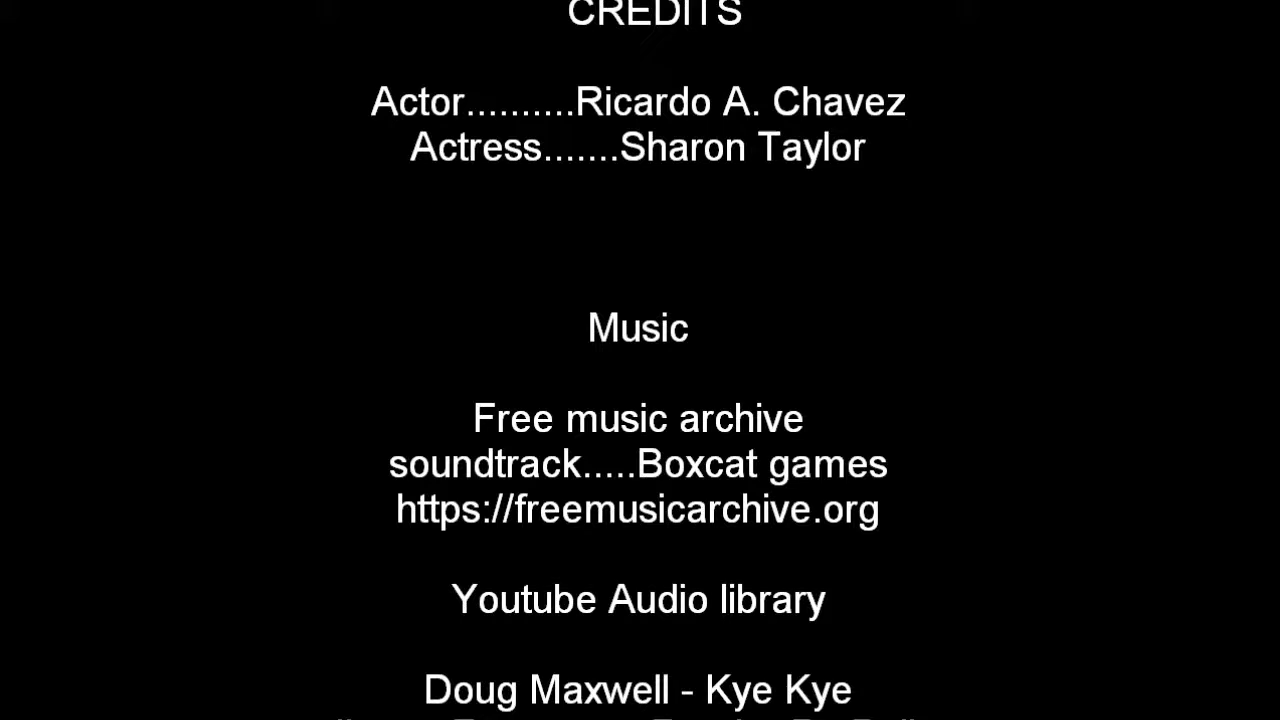 CREDITS
Actor..........Ricardo A. Chavez
Actress.......Sharon Taylor
Music
Free music archive
soundtrack.....Boxcat games
https://freemusicarchive.org
Youtube Audio library
Doug Maxwell - Kye Kye